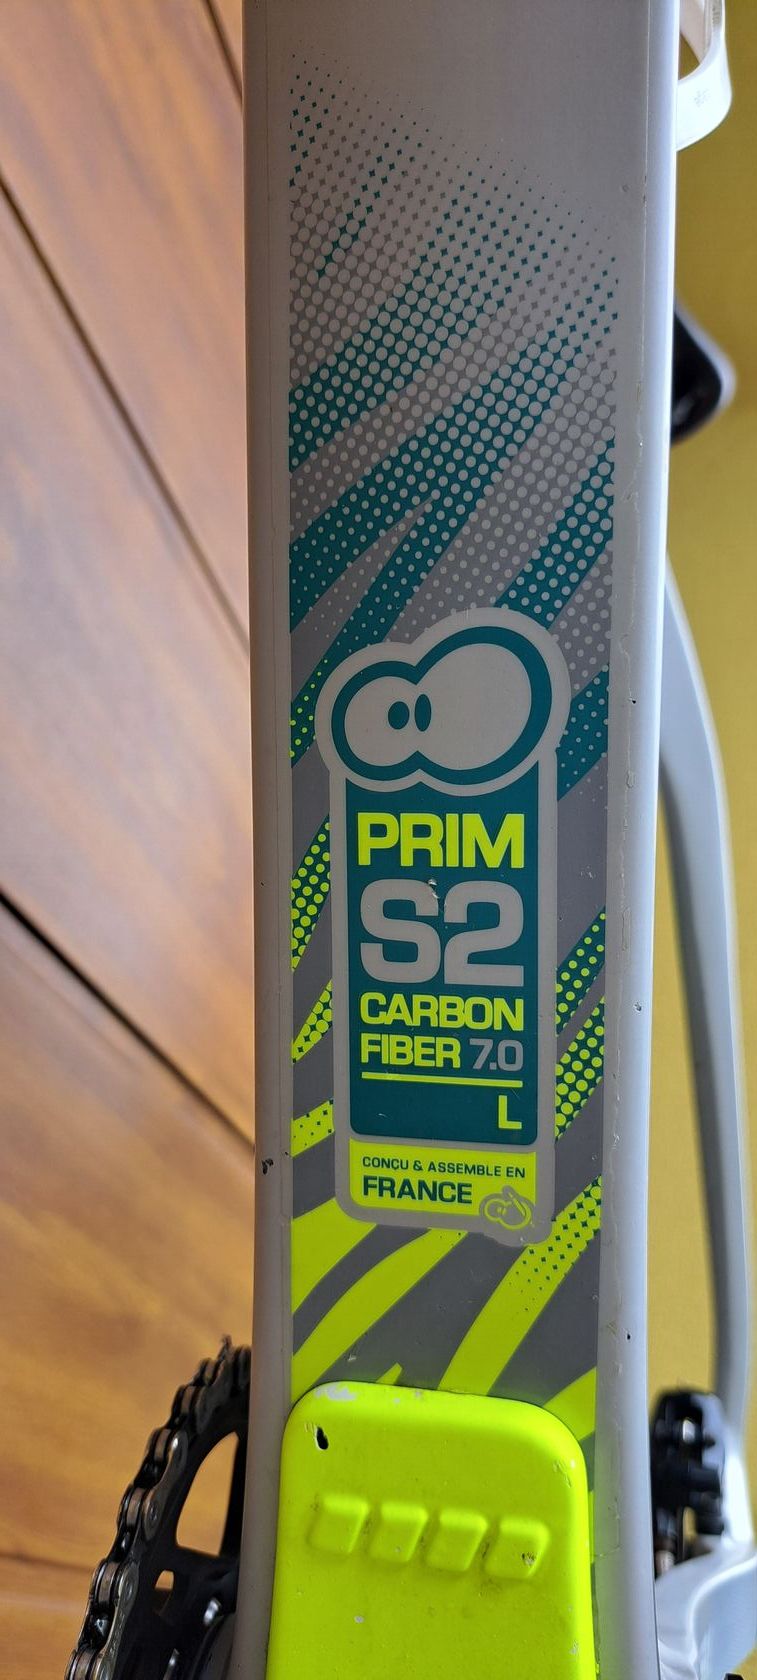 PRIM
S2
CARBON
FIBER 7.0
L
CONÇU & ASSEMBLE EN
FRANCE